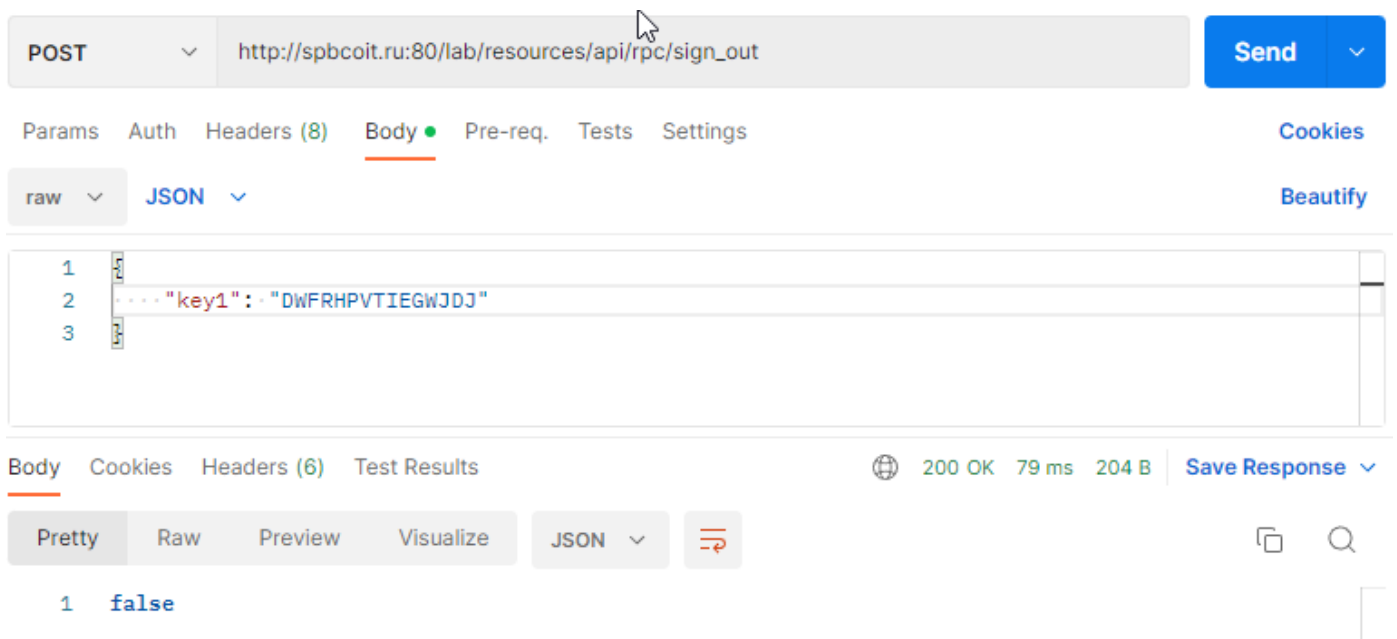 POST http://spbcoit.ru:80/lab/resources/api/rpc/sign_out Send
Params Auth Headers (8) Body Pre-req. Tests Settings Cookies
raw JSON Beautify
1 {
2 "key1": "DWFRHPVTIEGWJDJ"
3 }
Body Cookies Headers (6) Test Results 200 OK 79 ms 204 B Save Response
Pretty Raw Preview Visualize JSON
1 false